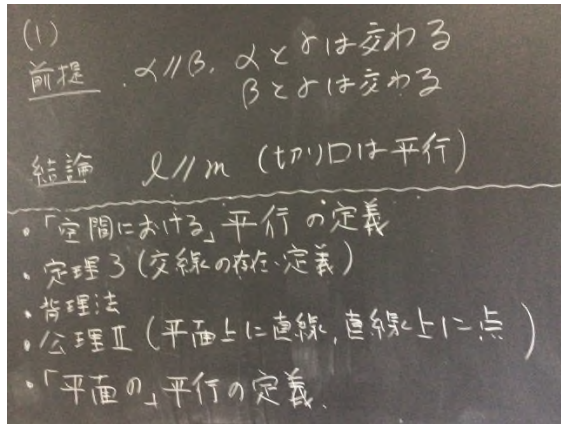 (1)
前提 . α//β. αとγは交わる
βとγは交わる
結論 l//m (切り口は平行)
・「空間における」平行の定義
・定理3(交線の存在・定義)
・背理法
・公理Ⅱ(平面上に直線,直線上に点)
・「平面の」平行の定義.